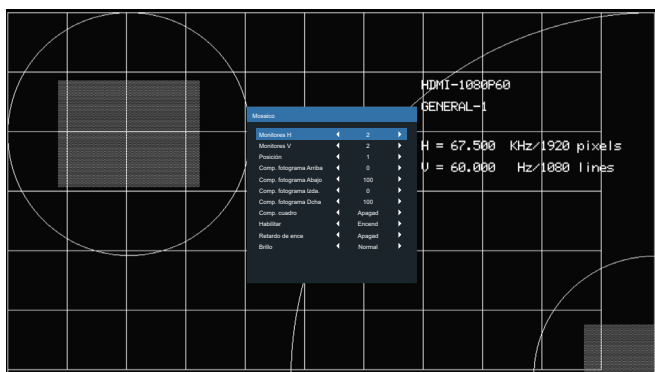 HDMI-1080P60
GENERAL-1
H = 67.500 KHz/1920 pixels
V = 60.000 Hz/1080 lines
Mosaico
Monitores H 2
Monitores V 2
Posición 1
Comp. fotograma Arriba 0
Comp. fotograma Abajo 100
Comp. fotograma Izda. 0
Comp. fotograma Dcha 100
Comp. cuadro Apagad
Habilitar Encend
Retardo de ence Apagad
Brillo Normal